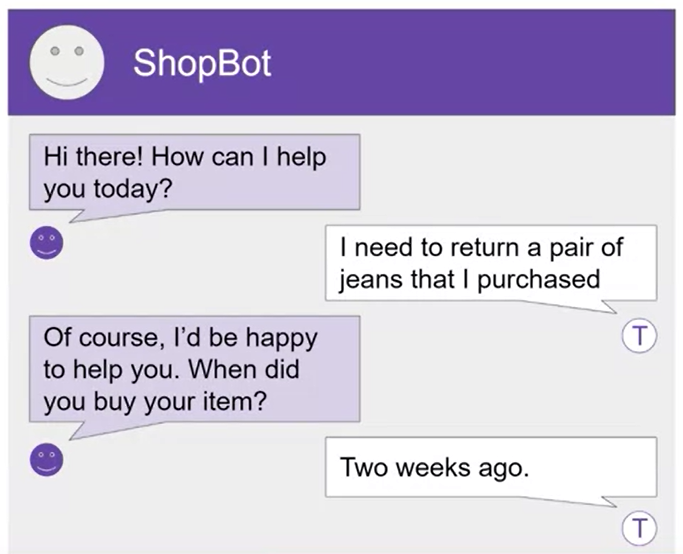 ShopBot
Hi there! How can I help
you today?
I need to return a pair of
jeans that I purchased
T
Of course, I’d be happy
to help you. When did
you buy your item?
Two weeks ago.
T